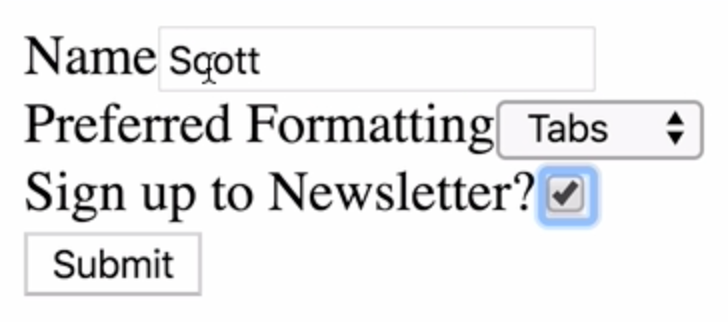 Name Scott
Preferred Formatting Tabs
Sign up to Newsletter?
Submit